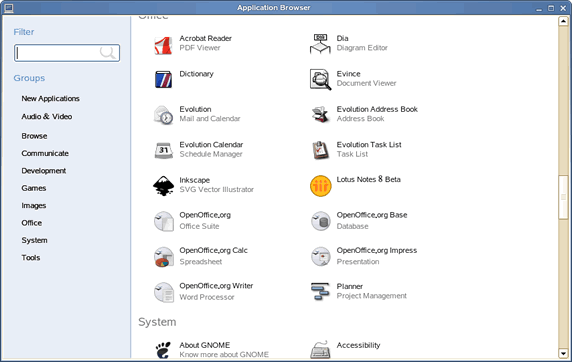 Application Browser
Filter
Groups
New Applications
Audio & Video
Browse
Communicate
Development
Games
Images
Office
System
Tools
Office
Acrobat Reader
PDF Viewer
Dia
Diagram Editor
Dictionary
Evince
Document Viewer
Evolution
Mail and Calendar
Evolution Address Book
Address Book
Evolution Calendar
Schedule Manager
Evolution Task List
Task List
Inkscape
SVG Vector Illustrator
Lotus Notes 8 Beta
OpenOffice.org
Office Suite
OpenOffice.org Base
Database
OpenOffice.org Calc
Spreadsheet
OpenOffice.org Impress
Presentation
OpenOffice.org Writer
Word Processor
Planner
Project Management
System
About GNOME
Know more about GNOME
Accessibility
31